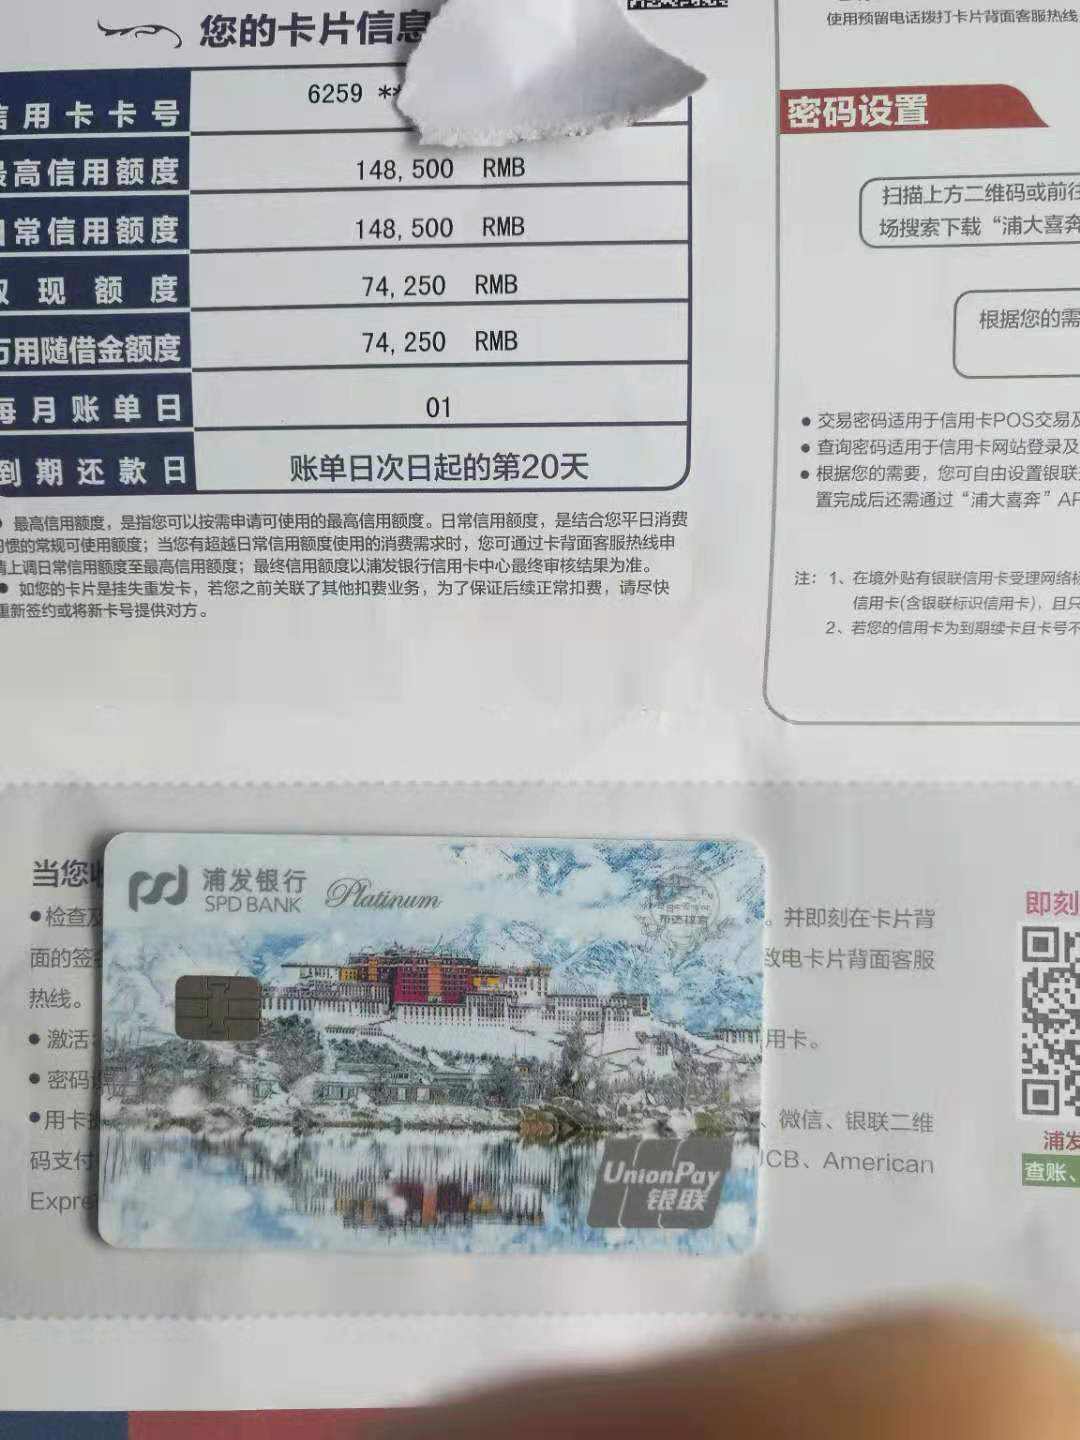 您的卡片信息
信用卡卡号 6259 **
最高信用额度 148,500 RMB
日常信用额度 148,500 RMB
取现额度 74,250 RMB
万用随借金额度 74,250 RMB
每月账单日 01
到期还款日 账单日次日起的第20天
最高信用额度，是指您可以按需申请可使用的最高信用额度。日常信用额度，是结合您平日消费
习惯的常规可使用额度；当您有超越日常信用额度使用的消费需求时，您可通过卡背面客服热线申
请上调日常信用额度至最高信用额度；最终信用额度以浦发银行信用卡中心最终审核结果为准。
● 如您的卡片是挂失重发卡，若您之前关联了其他扣费业务，为了保证后续正常扣费，请尽快
重新签约或将新卡号提供对方。
使用预留电话拨打卡片背面客服热线
密码设置
扫描上方二维码或前往
场搜索下载“浦大喜奔
根据您的需
● 交易密码适用于信用卡POS交易及
● 查询密码适用于信用卡网站登录及
● 根据您的需要，您可自由设置银联
置完成后还需通过“浦大喜奔”AP
注：1、在境外贴有银联信用卡受理网络标
信用卡(含银联标识信用卡)，且只
2、若您的信用卡为到期续卡且卡号不
当您
●检查 。并即刻在卡片背
面的签 致电卡片背面客服
热线。
●激活 用卡。
●密码
●用卡 、微信、银联二维
码支付 JCB、American
Expre
浦发银行
SPD BANK
Platinum
布达拉宫
UnionPay
银联
即刻
浦发
查账、